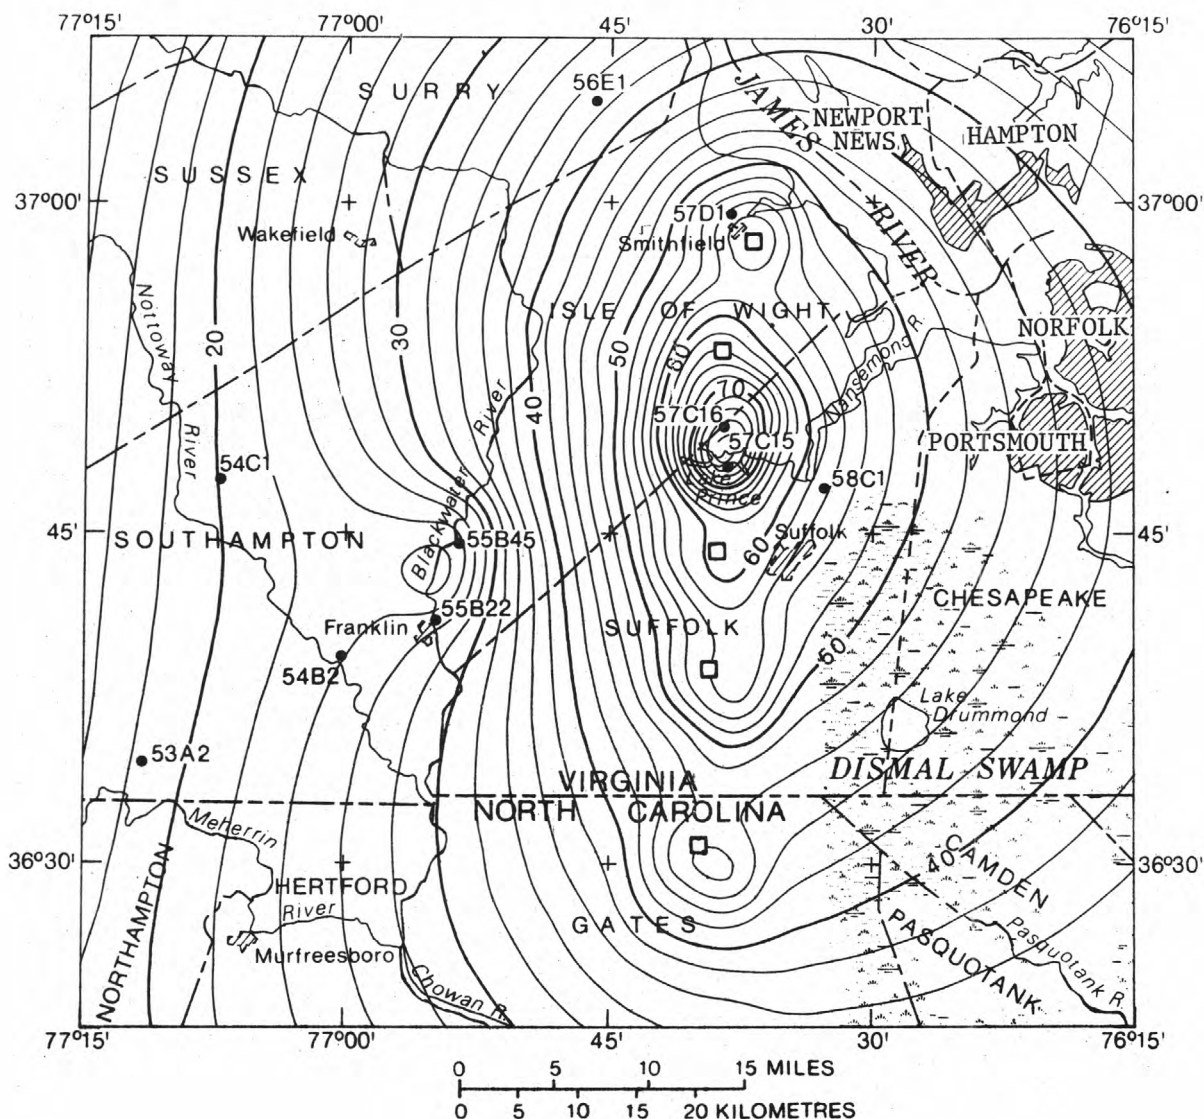 77°15' 77°00' 45' 30' 76°15'
SURRY
56E1
JAMES
RIVER
NEWPORT
NEWS
HAMPTON
SUSSEX
37°00' 37°00'
57D1
Smithfield
Wakefield
Nottoway
River
20
30
40
50
60
70
ISLE OF WIGHT
Nansemond R.
NORFOLK
57C16
57C15
Lake
Prince
PORTSMOUTH
58C1
54C1
River
Blackwater
45' 45'
SOUTHAMPTON
55B45
60
Suffolk
CHESAPEAKE
55B22
Franklin
SUFFOLK
50
54B2
Lake
Drummond
53A2
VIRGINIA
DISMAL SWAMP
NORTH CAROLINA
Meherrin
River
36°30' 36°30'
40
CAMDEN
HERTFORD
NORTHAMPTON
GATES
PASQUOTANK
Pasquotank R.
Murfreesboro
Chowan R.
77°15' 77°00' 45' 30' 76°15'
0 5 10 15 MILES
0 5 10 15 20 KILOMETRES